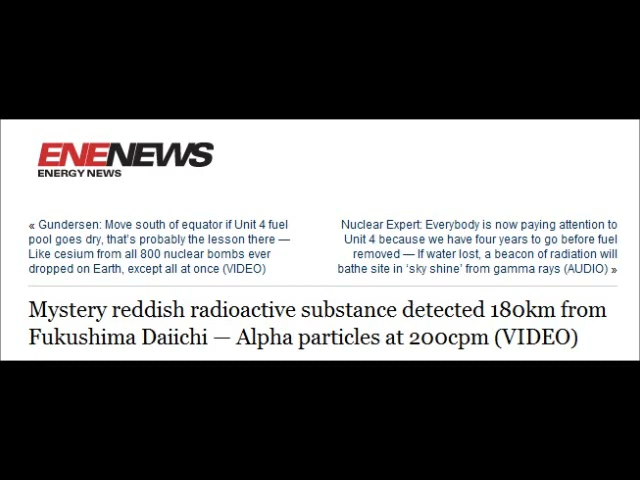 ENENEWS
ENERGY NEWS
« Gundersen: Move south of equator if Unit 4 fuel
pool goes dry, that's probably the lesson there —
Like cesium from all 800 nuclear bombs ever
dropped on Earth, except all at once (VIDEO)
Nuclear Expert: Everybody is now paying attention to
Unit 4 because we have four years to go before fuel
removed — If water lost, a beacon of radiation will
bathe site in 'sky shine' from gamma rays (AUDIO) »
Mystery reddish radioactive substance detected 180km from
Fukushima Daiichi — Alpha particles at 200cpm (VIDEO)